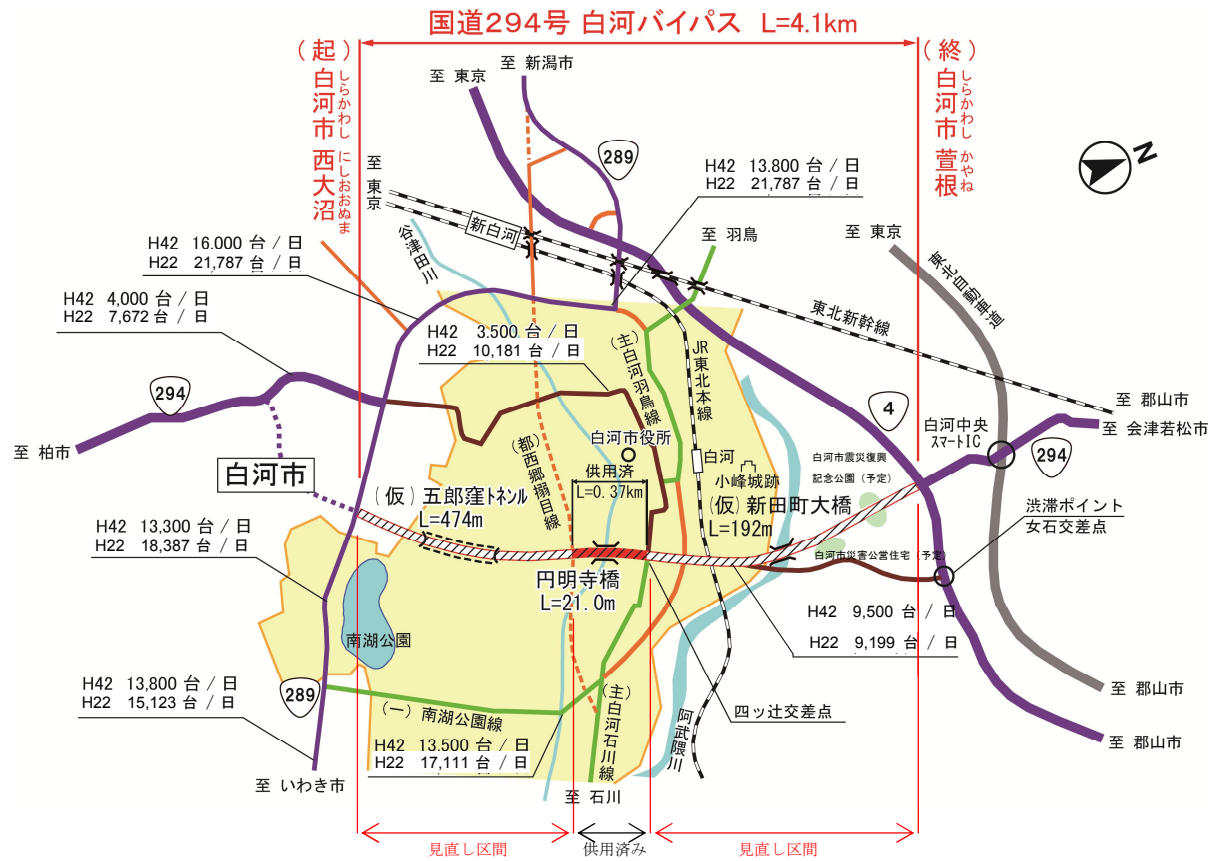 国道294号 白河バイパス L=4.1km
(起)
白河市 西大沼
しらかわし にしおおぬま
(終)
白河市 萱根
しらかわし かやね
N
至 東京
至 新潟市
289
至 東京
新白河
谷津田川
H42 13.800 台 / 日
H22 21,787 台 / 日
至 羽鳥
至 東京
東北自動車道
H42 16.000 台 / 日
H22 21,787 台 / 日
H42 4,000 台 / 日
H22 7,672 台 / 日
H42 3.500 台 / 日
H22 10,181 台 / 日
(主)白河羽鳥線
JR東北本線
東北新幹線
294
至 柏市
4
至 郡山市
至 会津若松市
白河中央
スマートIC
294
白河市
(都)西郷搦目線
白河市役所
供用済
L=0.37km
白河
小峰城跡
白河市震災復興
記念公園(予定)
(仮)五郎窪トンネル
L=474m
(仮)新田町大橋
L=192m
渋滞ポイント
女石交差点
白河市災害公営住宅(予定)
H42 13,300 台 / 日
H22 18,387 台 / 日
円明寺橋
L=21.0m
H42 9,500 台 / 日
H22 9,199 台 / 日
南湖公園
289
H42 13,800 台 / 日
H22 15,123 台 / 日
(一)南湖公園線
(主)白河石川線
四ッ辻交差点
阿武隈川
H42 13.500 台 / 日
H22 17,111 台 / 日
至 郡山市
至 郡山市
至 いわき市
至 石川
見直し区間
供用済み
見直し区間